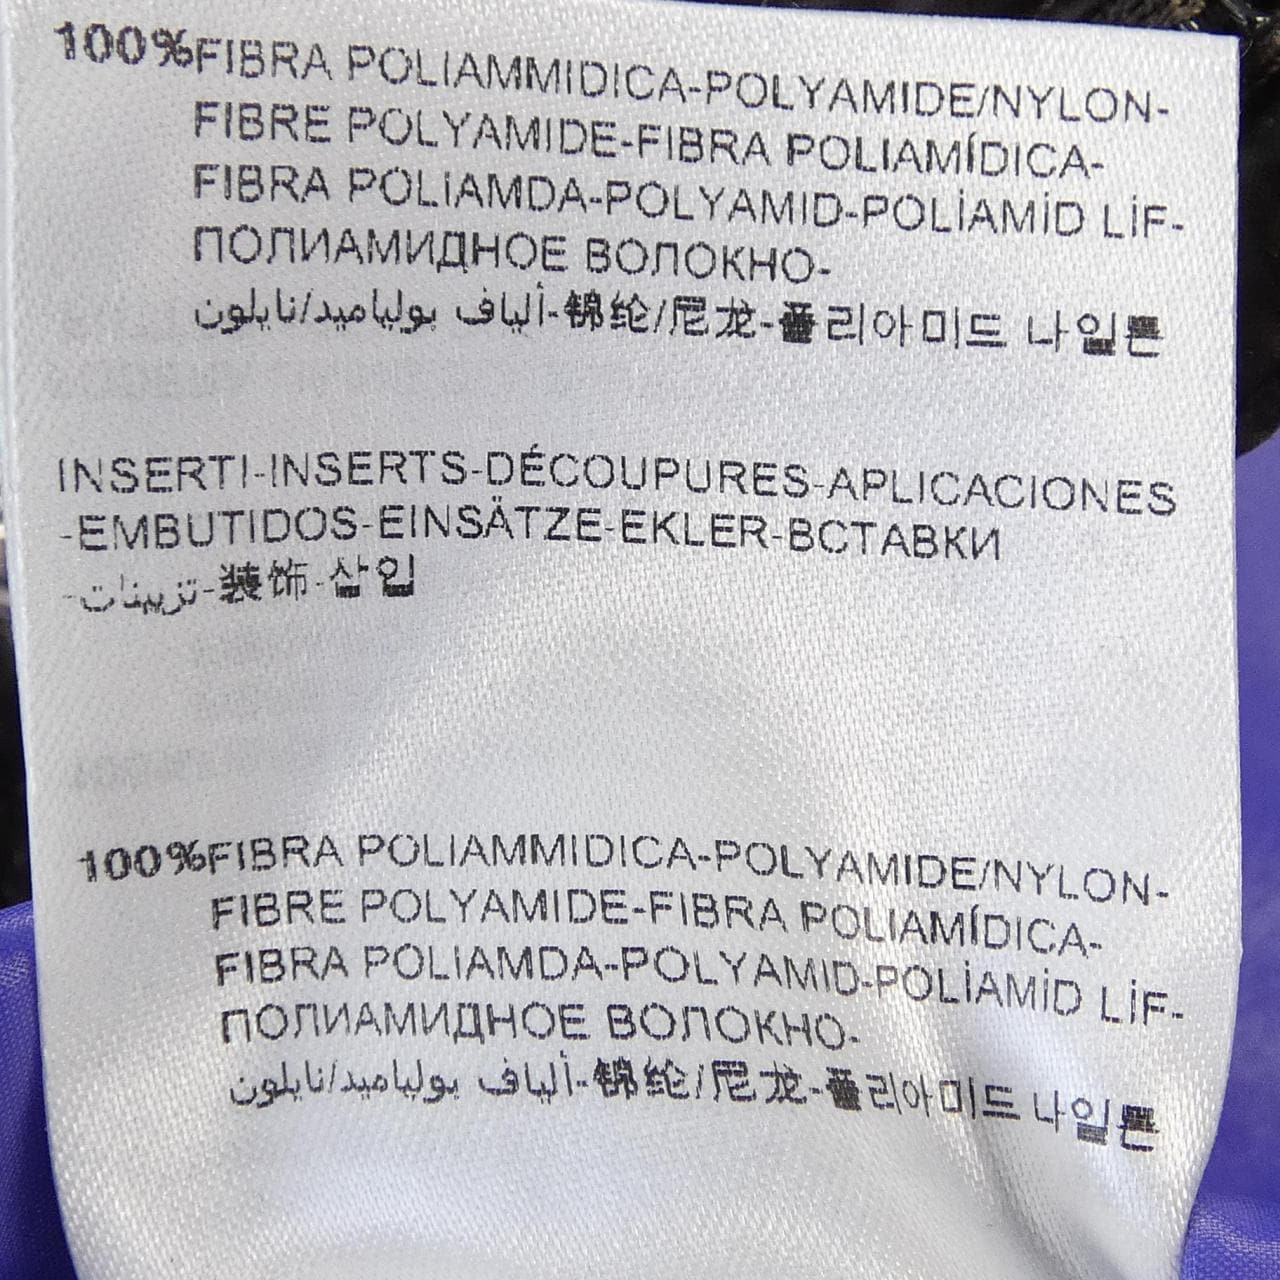 100%FIBRA POLIAMMIDICA-POLYAMIDE/NYLON-
FIBRE POLYAMIDE-FIBRA POLIAMÍDICA-
FIBRA POLIAMDA-POLYAMID-POLİAMİD LİF-
ПОЛИАМИДНОЕ ВОЛОКНО-
ألياف بولياميد/نايلون-锦纶/尼龙-폴리아미드 나일론
INSERTI-INSERTS-DÉCOUPURES-APLICACIONES
-EMBUTIDOS-EINSÄTZE-EKLER-ВСТАВКИ
-تزيينات-装饰-삽입
100%FIBRA POLIAMMIDICA-POLYAMIDE/NYLON-
FIBRE POLYAMIDE-FIBRA POLIAMÍDICA-
FIBRA POLIAMDA-POLYAMID-POLİAMİD LİF-
ПОЛИАМИДНОЕ ВОЛОКНО-
ألياف بولياميد/نايلون-锦纶/尼龙-폴리아미드 나일론